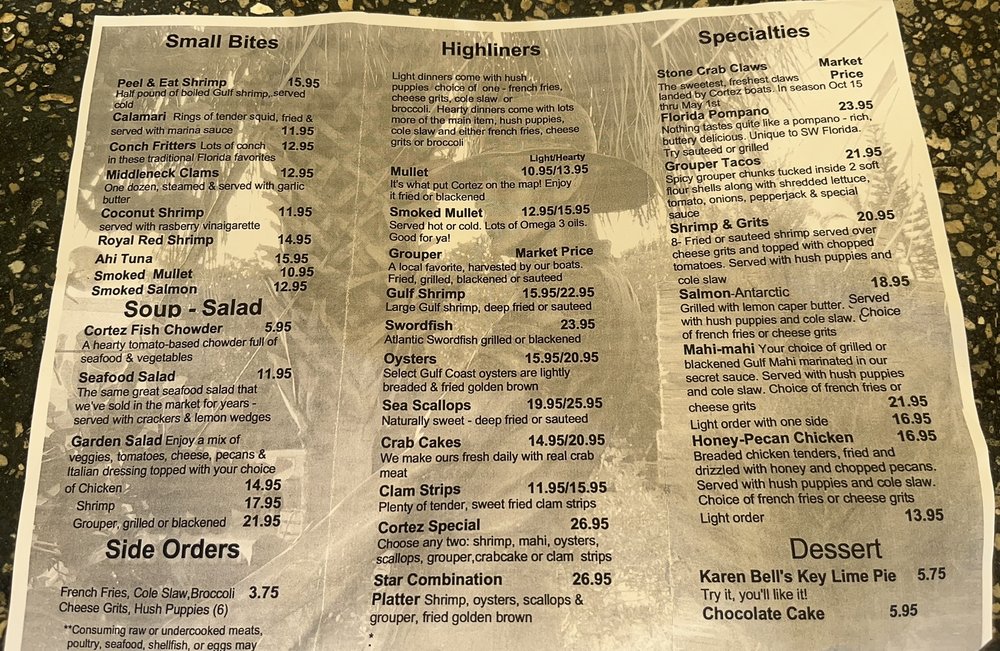 Small Bites
Peel & Eat Shrimp 15.95
Half pound of boiled Gulf shrimp, served
cold
Calamari Rings of tender squid, fried &
served with marina sauce 11.95
Conch Fritters Lots of conch 12.95
in these traditional Florida favorites
Middleneck Clams 12.95
One dozen, steamed & served with garlic
butter
Coconut Shrimp 11.95
served with rasberry vinaigarette
Royal Red Shrimp 14.95
Ahi Tuna 15.95
Smoked Mullet 10.95
Smoked Salmon 12.95
Soup - Salad
Cortez Fish Chowder 5.95
A hearty tomato-based chowder full of
seafood & vegetables
Seafood Salad 11.95
The same great seafood salad that
we've sold in the market for years -
served with crackers & lemon wedges
Garden Salad Enjoy a mix of
veggies, tomatoes, cheese, pecans &
Italian dressing topped with your choice
of Chicken 14.95
Shrimp 17.95
Grouper, grilled or blackened 21.95
Side Orders
French Fries, Cole Slaw,Broccoli 3.75
Cheese Grits, Hush Puppies (6)
**Consuming raw or undercooked meats,
poultry, seafood, shellfish, or eggs may
Highliners
Light dinners come with hush
puppies choice of one - french fries,
cheese grits, cole slaw or
broccoli. Hearty dinners come with lots
more of the main item, hush puppies,
cole slaw and either french fries, cheese
grits or broccoli
Light/Hearty
Mullet 10.95/13.95
It's what put Cortez on the map! Enjoy
it fried or blackened
Smoked Mullet 12.95/15.95
Served hot or cold. Lots of Omega 3 oils.
Good for ya!
Grouper Market Price
A local favorite, harvested by our boats.
Fried, grilled, blackened or sauteed
Gulf Shrimp 15.95/22.95
Large Gulf shrimp, deep fried or sauteed
Swordfish 23.95
Atlantic Swordfish grilled or blackened
Oysters 15.95/20.95
Select Gulf Coast oysters are lightly
breaded & fried golden brown
Sea Scallops 19.95/25.95
Naturally sweet - deep fried or sauteed
Crab Cakes 14.95/20.95
We make ours fresh daily with real crab
meat
Clam Strips 11.95/15.95
Plenty of tender, sweet fried clam strips
Cortez Special 26.95
Choose any two: shrimp, mahi, oysters,
scallops, grouper,crabcake or clam strips
Star Combination 26.95
Platter Shrimp, oysters, scallops &
grouper, fried golden brown
*
Specialties
Stone Crab Claws Market
Price
The sweetest, freshest claws
landed by Cortez boats. In season Oct 15
thru May 1st
Florida Pompano 23.95
Nothing tastes quite like a pompano - rich,
buttery delicious. Unique to SW Florida.
Try sauteed or grilled
Grouper Tacos 21.95
Spicy grouper chunks tucked inside 2 soft
flour shells along with shredded lettuce,
tomato, onions, pepperjack & special
sauce
Shrimp & Grits 20.95
8- Fried or sauteed shrimp served over
cheese grits and topped with chopped
tomatoes. Served with hush puppies and
cole slaw
Salmon-Antarctic 18.95
Grilled with lemon caper butter. Served
with hush puppies and cole slaw. Choice
of french fries or cheese grits
Mahi-mahi Your choice of grilled or
blackened Gulf Mahi marinated in our
secret sauce. Served with hush puppies
and cole slaw. Choice of french fries or
cheese grits 21.95
Light order with one side 16.95
Honey-Pecan Chicken 16.95
Breaded chicken tenders, fried and
drizzled with honey and chopped pecans.
Served with hush puppies and cole slaw.
Choice of french fries or cheese grits
Light order 13.95
Dessert
Karen Bell's Key Lime Pie 5.75
Try it, you'll like it!
Chocolate Cake 5.95